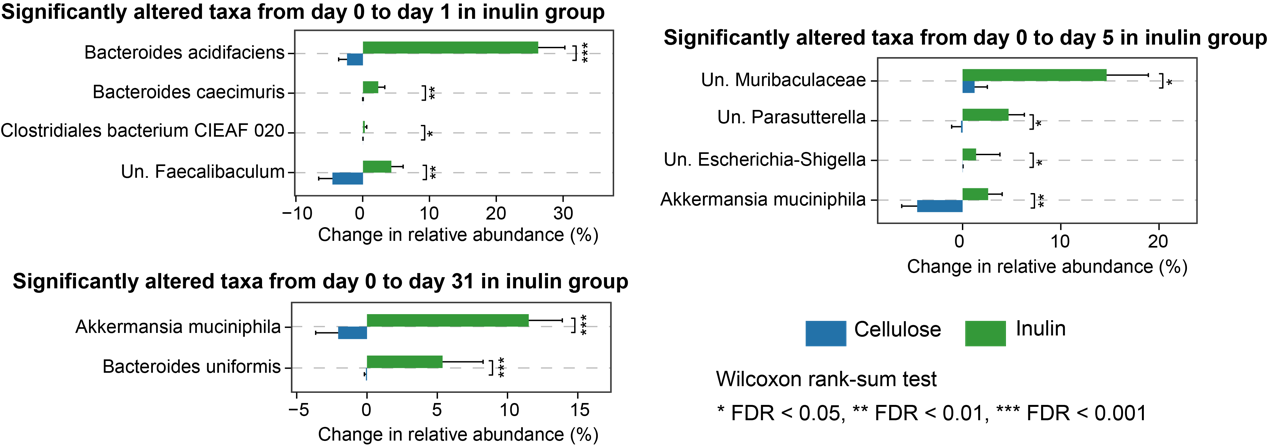 Significantly altered taxa from day 0 to day 1 in inulin group
Bacteroides acidifaciens
***
Bacteroides caecimuris
**
Clostridiales bacterium CIEAF 020
*
Un. Faecalibaculum
**
−10 0 10 20 30
Change in relative abundance (%)
Significantly altered taxa from day 0 to day 5 in inulin group
Un. Muribaculaceae
*
Un. Parasutterella
*
Un. Escherichia-Shigella
*
Akkermansia muciniphila
**
0 10 20
Change in relative abundance (%)
Significantly altered taxa from day 0 to day 31 in inulin group
Akkermansia muciniphila
***
Bacteroides uniformis
***
−5 0 5 10 15
Change in relative abundance (%)
Cellulose Inulin
Wilcoxon rank-sum test
* FDR < 0.05, ** FDR < 0.01, *** FDR < 0.001